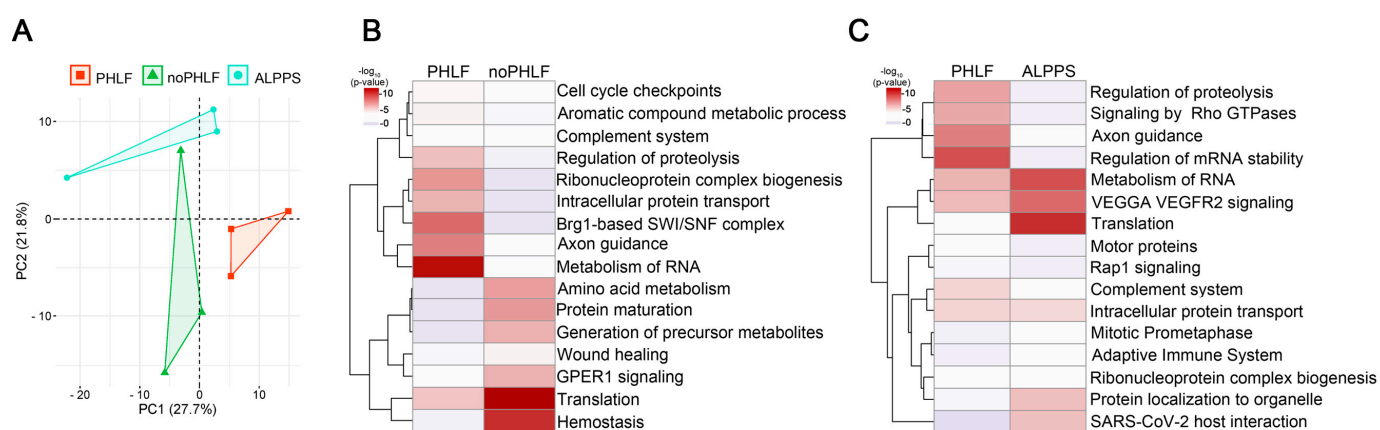 A
PHLF noPHLF ALPPS
10
0
- 10
- 20 - 10 0 10
PC1 (27.7%)
PC2 (21.8%)
B
-log₁₀
(p-value)
-10
-5
-0
PHLF noPHLF
Cell cycle checkpoints
Aromatic compound metabolic process
Complement system
Regulation of proteolysis
Ribonucleoprotein complex biogenesis
Intracellular protein transport
Brg1-based SWI/SNF complex
Axon guidance
Metabolism of RNA
Amino acid metabolism
Protein maturation
Generation of precursor metabolites
Wound healing
GPER1 signaling
Translation
Hemostasis
C
-log₁₀
(p-value)
-10
-5
-0
PHLF ALPPS
Regulation of proteolysis
Signaling by Rho GTPases
Axon guidance
Regulation of mRNA stability
Metabolism of RNA
VEGGA VEGFR2 signaling
Translation
Motor proteins
Rap1 signaling
Complement system
Intracellular protein transport
Mitotic Prometaphase
Adaptive Immune System
Ribonucleoprotein complex biogenesis
Protein localization to organelle
SARS-CoV-2 host interaction